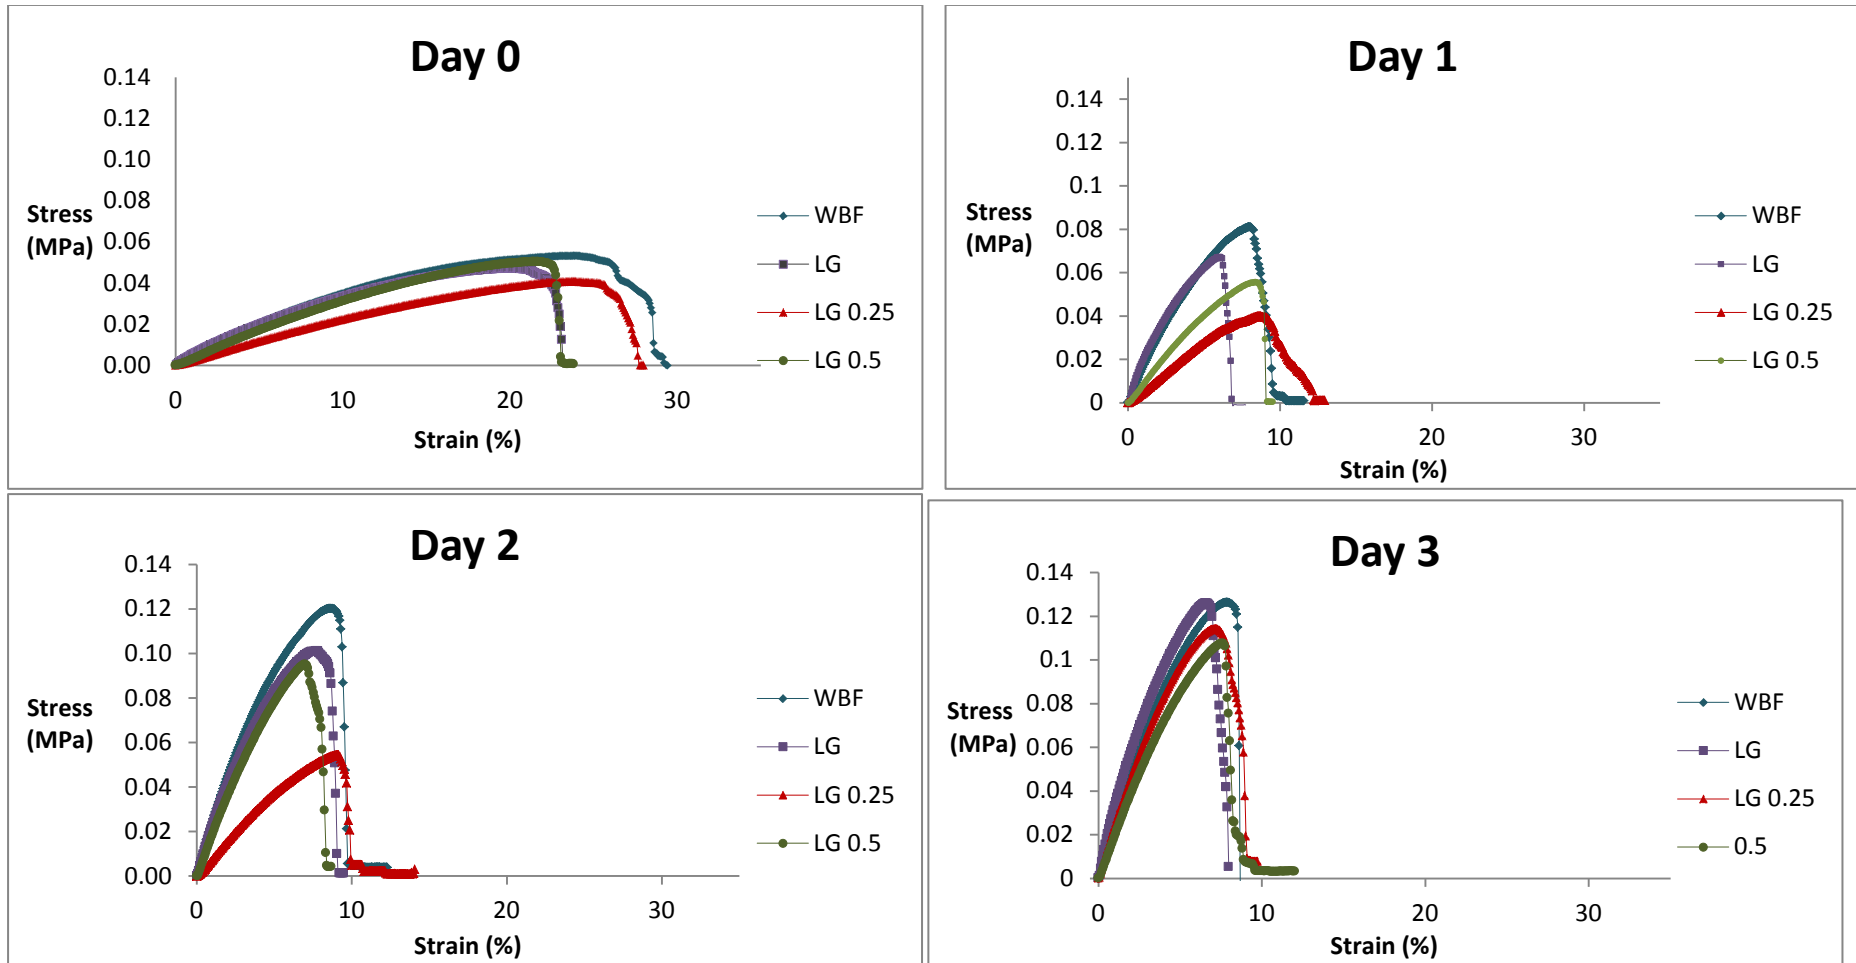 Day 0
0.14
0.12
0.10
0.08
0.06
0.04
0.02
0.00
Stress
(MPa)
0 10 20 30
Strain (%)
WBF
LG
LG 0.25
LG 0.5
Day 1
0.14
0.12
0.1
0.08
0.06
0.04
0.02
0
Stress
(MPa)
0 10 20 30
Strain (%)
WBF
LG
LG 0.25
LG 0.5
Day 2
0.14
0.12
0.10
0.08
0.06
0.04
0.02
0.00
Stress
(MPa)
0 10 20 30
Strain (%)
WBF
LG
LG 0.25
LG 0.5
Day 3
0.14
0.12
0.1
0.08
0.06
0.04
0.02
0
Stress
(MPa)
0 10 20 30
Strain (%)
WBF
LG
LG 0.25
0.5